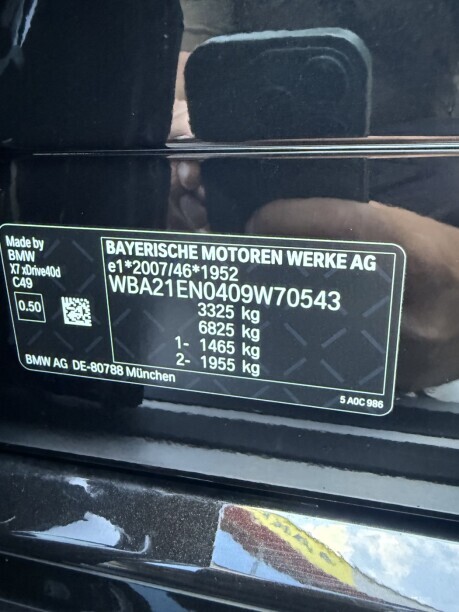 Made by
BMW
X7 xDrive40d
C49
0.50
BAYERISCHE MOTOREN WERKE AG
e1*2007/46*1952
WBA21EN0409W70543
3325 kg
6825 kg
1- 1465 kg
2- 1955 kg
BMW AG DE-80788 München
5 A0C 986